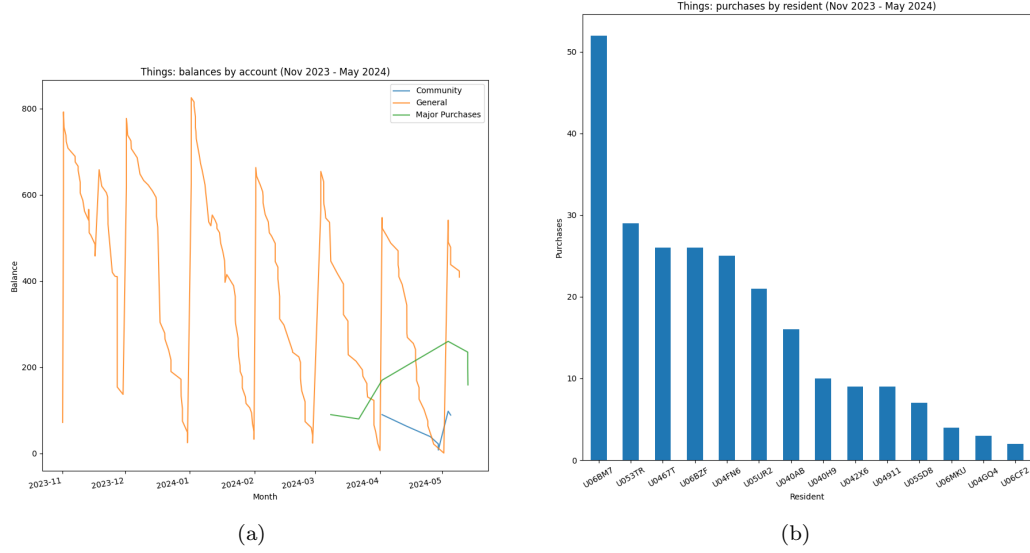 Things: balances by account (Nov 2023 - May 2024)
Community
General
Major Purchases
800
600
400
200
0
Balance
2023-11
2023-12
2024-01
2024-02
2024-03
2024-04
2024-05
Month
(a)
Things: purchases by resident (Nov 2023 - May 2024)
50
40
30
20
10
0
Purchases
U06BM7
U053TR
U0467T
U06BZF
U04FN6
U05UR2
U040AB
U040H9
U042X6
U04911
U05SD8
U06MKU
U04GQ4
U06CF2
Resident
(b)